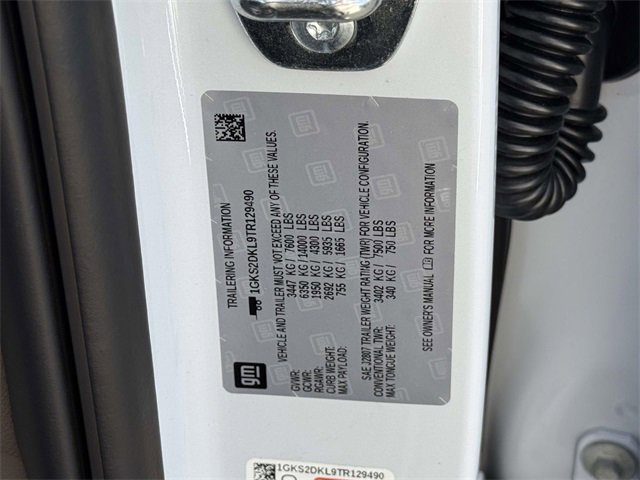 TRAILERING INFORMATION
1GKS2DKL9TR129490
VEHICLE AND TRAILER MUST NOT EXCEED ANY OF THESE VALUES.
GVWR: 3447 KG / 7600 LBS
GCWR: 6350 KG / 14000 LBS
RGAWR: 1950 KG / 4300 LBS
CURB WEIGHT: 2692 KG / 5935 LBS
MAX PAYLOAD: 755 KG / 1665 LBS
SAE J2807 TRAILER WEIGHT RATING (TWR) FOR VEHICLE CONFIGURATION.
CONVENTIONAL TWR: 3402 KG / 7500 LBS
MAX TONGUE WEIGHT: 340 KG / 750 LBS
SEE OWNER'S MANUAL FOR MORE INFORMATION
gm
1GKS2DKL9TR129490